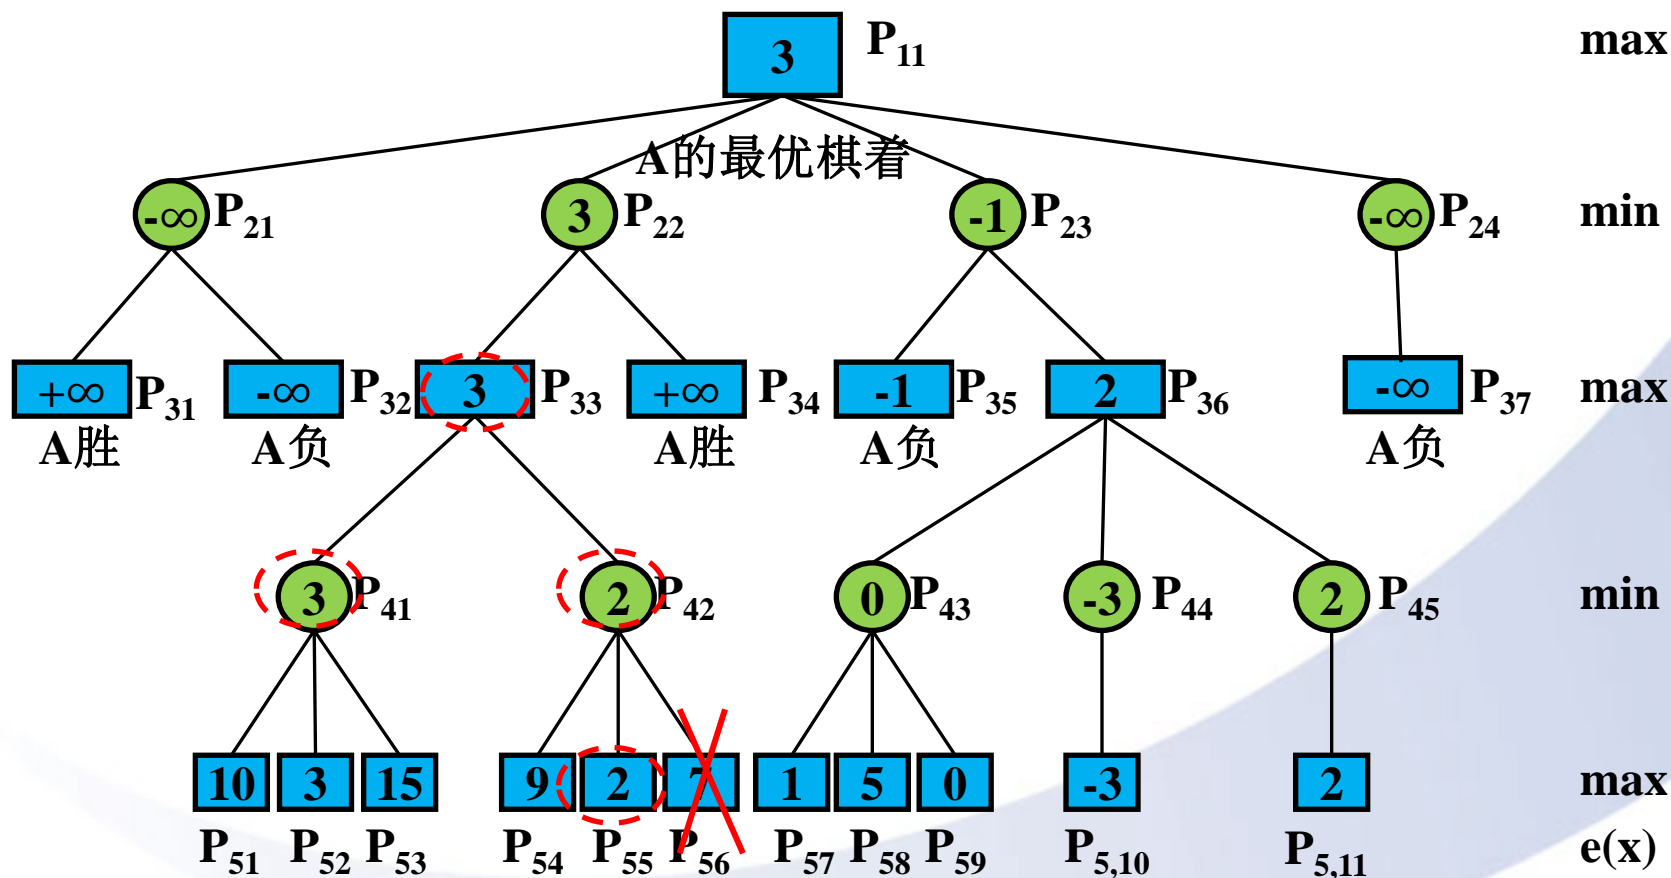 3 P₁₁ max
A的最优棋着
-∞ P₂₁ 3 P₂₂ -1 P₂₃ -∞ P₂₄ min
+∞ P₃₁ -∞ P₃₂ 3 P₃₃ +∞ P₃₄ -1 P₃₅ 2 P₃₆ -∞ P₃₇ max
A胜 A负 A胜 A负 A负
3 P₄₁ 2 P₄₂ 0 P₄₃ -3 P₄₄ 2 P₄₅ min
10 3 15 9 2 7 1 5 0 -3 2 max
P₅₁ P₅₂ P₅₃ P₅₄ P₅₅ P₅₆ P₅₇ P₅₈ P₅₉ P₅,₁₀ P₅,₁₁ e(x)